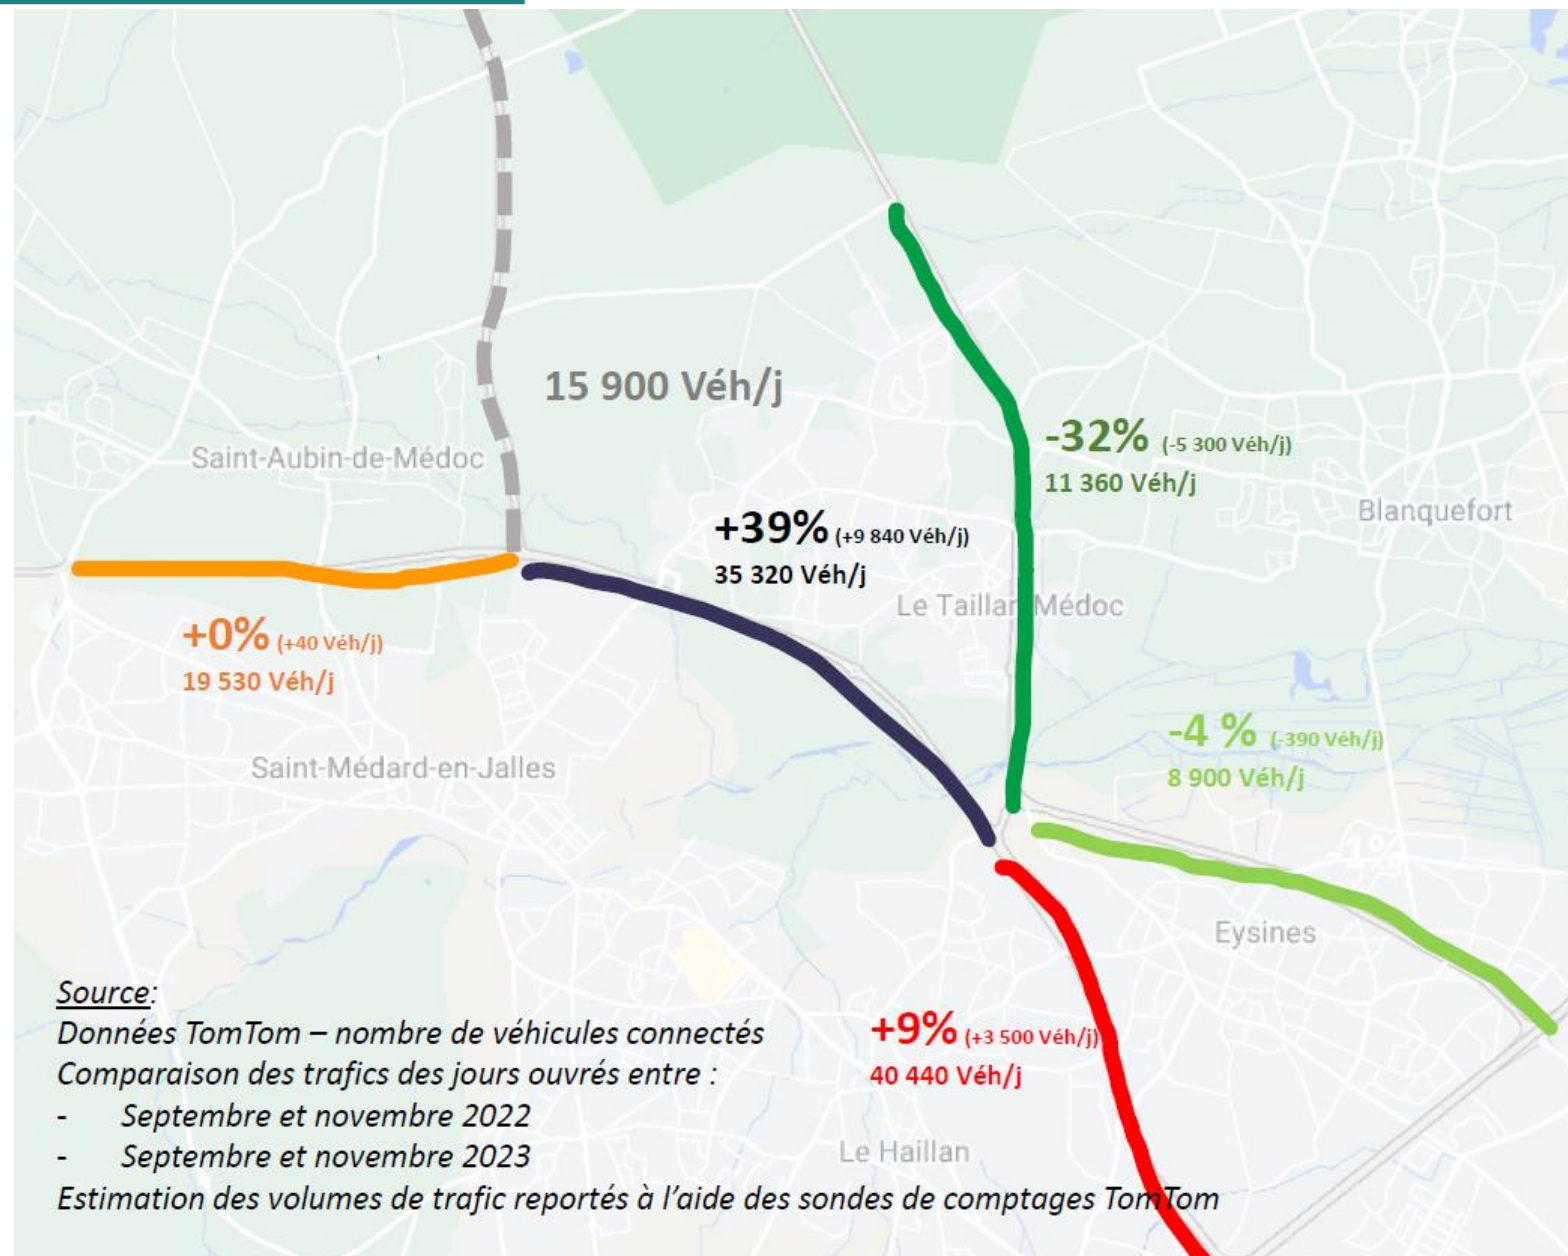 15 900 Véh/j
-32% (-5 300 Véh/j)
11 360 Véh/j
Saint-Aubin-de-Médoc
Blanquefort
+39% (+9 840 Véh/j)
35 320 Véh/j
Le Taillan-Médoc
+0% (+40 Véh/j)
19 530 Véh/j
-4 % (-390 Véh/j)
8 900 Véh/j
Saint-Médard-en-Jalles
-1%
Eysines
Source:
Données TomTom – nombre de véhicules connectés
Comparaison des trafics des jours ouvrés entre :
- Septembre et novembre 2022
- Septembre et novembre 2023
Estimation des volumes de trafic reportés à l’aide des sondes de comptages TomTom
+9% (+3 500 Véh/j)
40 440 Véh/j
Le Haillan